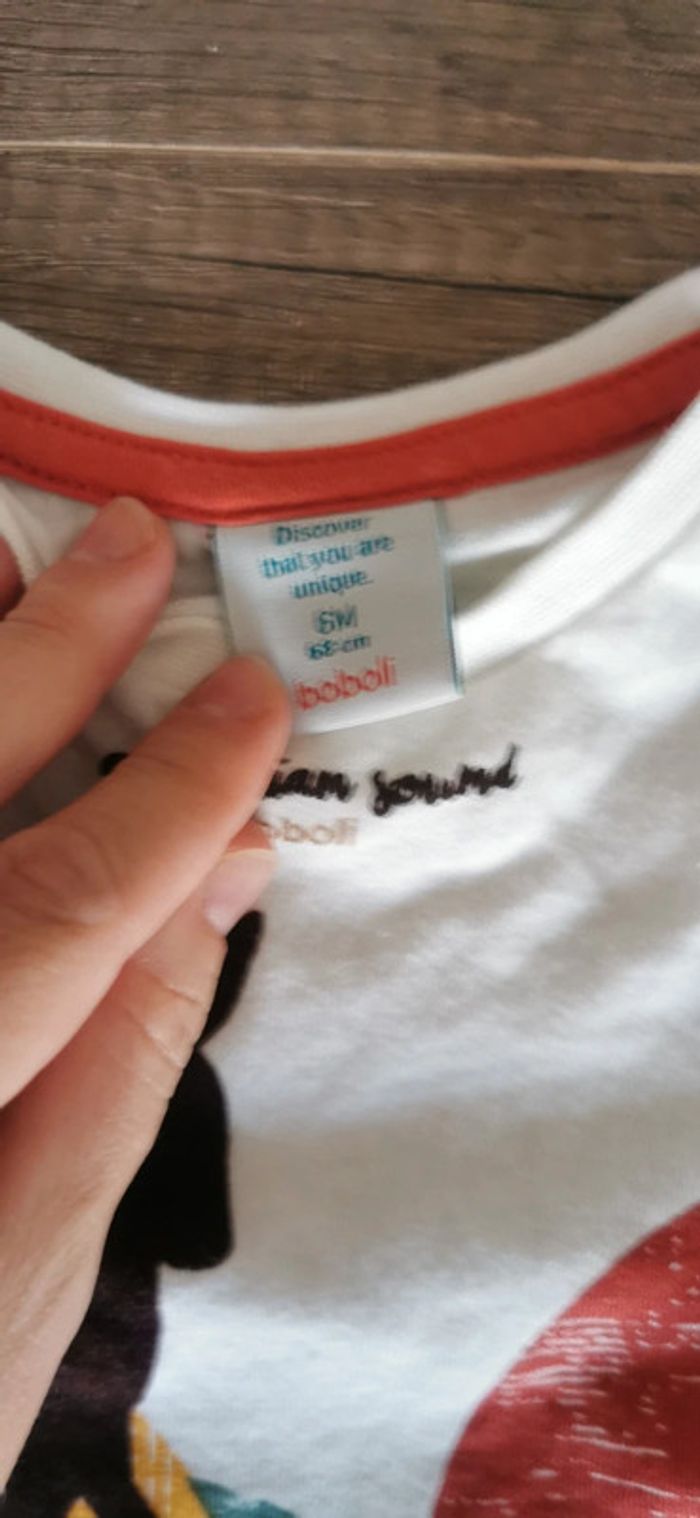 Discover
that you are
unique.
6M
68 cm
boboli
sound